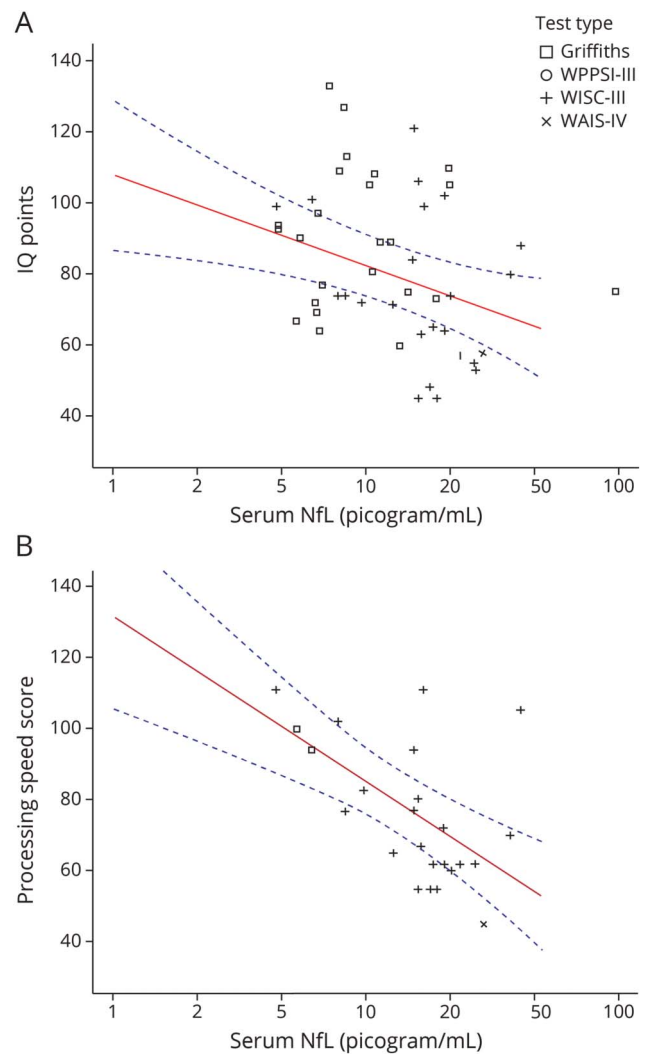 A
Test type
Griffiths
WPPSI-III
WISC-III
WAIS-IV
140
120
100
80
60
40
IQ points
1 2 5 10 20 50 100
Serum NfL (picogram/mL)
B
140
120
100
80
60
40
Processing speed score
1 2 5 10 20 50 100
Serum NfL (picogram/mL)